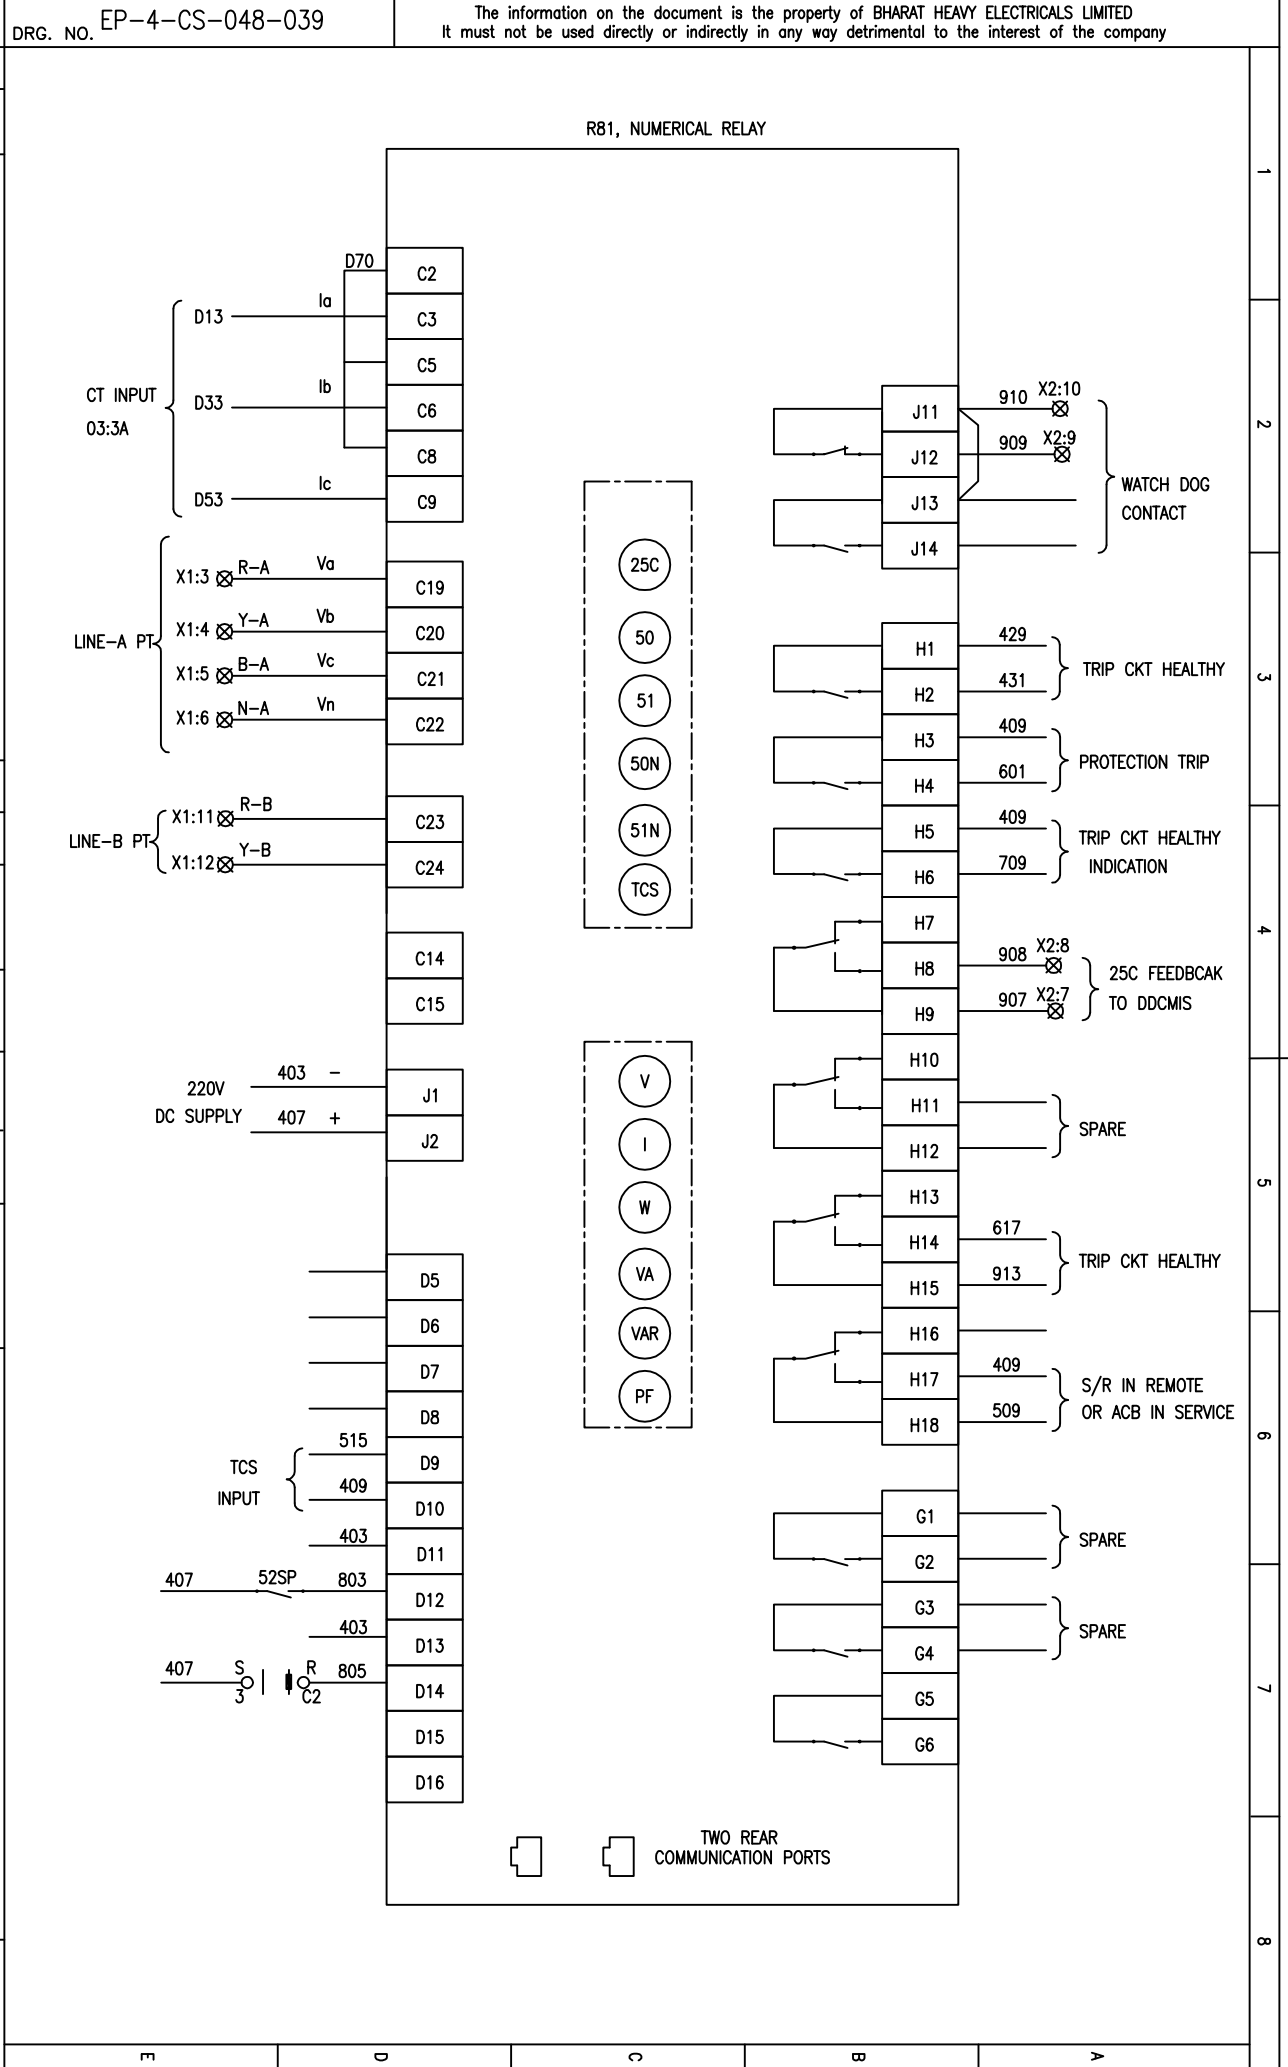 DRG. NO. EP-4-CS-048-039
The information on the document is the property of BHARAT HEAVY ELECTRICALS LIMITED
It must not be used directly or indirectly in any way detrimental to the interest of the company
R81, NUMERICAL RELAY
CT INPUT
03:3A
D70
D13 Ia
D33 Ib
D53 Ic
C2
C3
C5
C6
C8
C9
LINE-A PT
X1:3 R-A Va C19
X1:4 Y-A Vb C20
X1:5 B-A Vc C21
X1:6 N-A Vn C22
LINE-B PT
X1:11 R-B C23
X1:12 Y-B C24
C14
C15
220V
DC SUPPLY
403 - J1
407 + J2
D5
D6
D7
D8
TCS
INPUT
515 D9
409 D10
403 D11
407 52SP 803 D12
403 D13
407 S 3 R C2 805 D14
D15
D16
25C
50
51
50N
51N
TCS
V
I
W
VA
VAR
PF
J11 910 X2:10
J12 909 X2:9
J13
J14
WATCH DOG
CONTACT
H1 429
H2 431
TRIP CKT HEALTHY
H3 409
H4 601
PROTECTION TRIP
H5 409
H6 709
TRIP CKT HEALTHY
INDICATION
H7
H8 908 X2:8
H9 907 X2:7
25C FEEDBCAK
TO DDCMIS
H10
H11
H12
SPARE
H13
H14 617
H15 913
TRIP CKT HEALTHY
H16
H17 409
H18 509
S/R IN REMOTE
OR ACB IN SERVICE
G1
G2
SPARE
G3
G4
SPARE
G5
G6
TWO REAR
COMMUNICATION PORTS
1
2
3
4
5
6
7
8
E
D
C
B
A